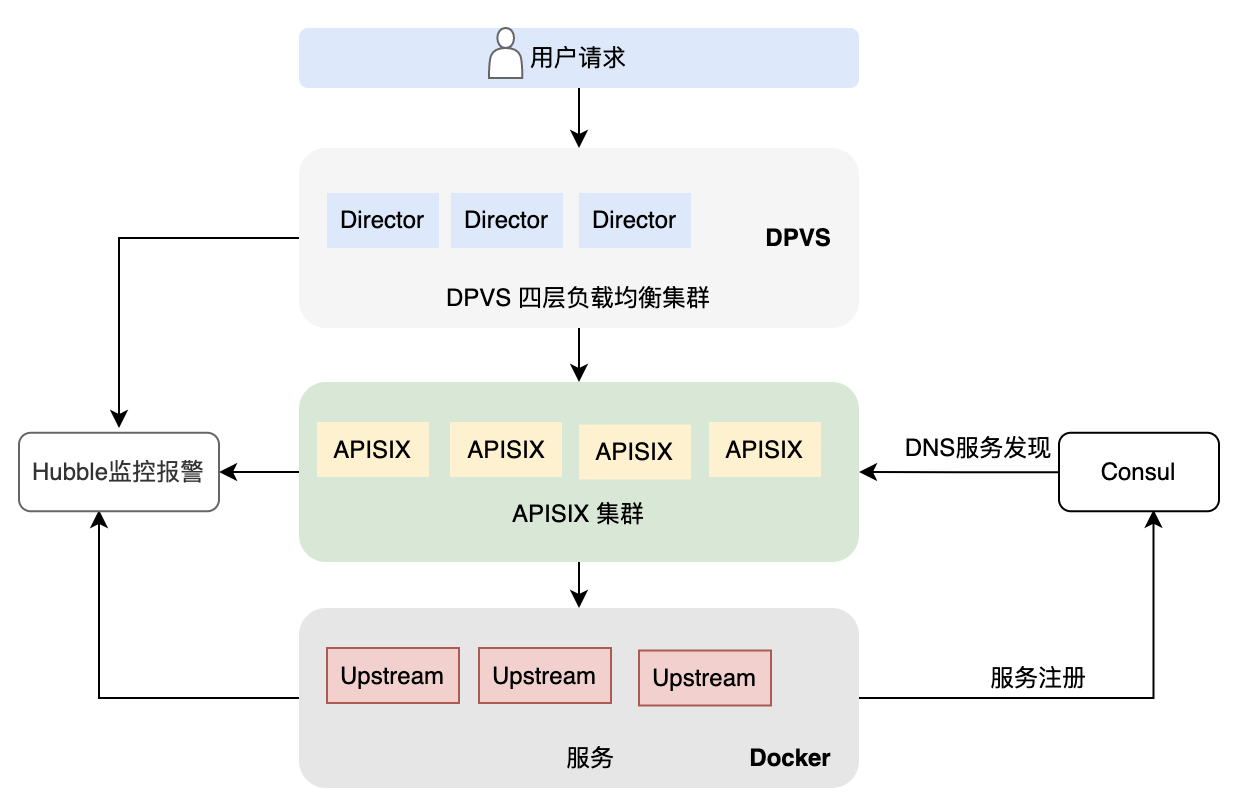 用户请求
Director
Director
Director
DPVS
DPVS 四层负载均衡集群
APISIX
APISIX
APISIX
APISIX
APISIX 集群
Hubble监控报警
DNS服务发现
Consul
Upstream
Upstream
Upstream
服务注册
服务
Docker